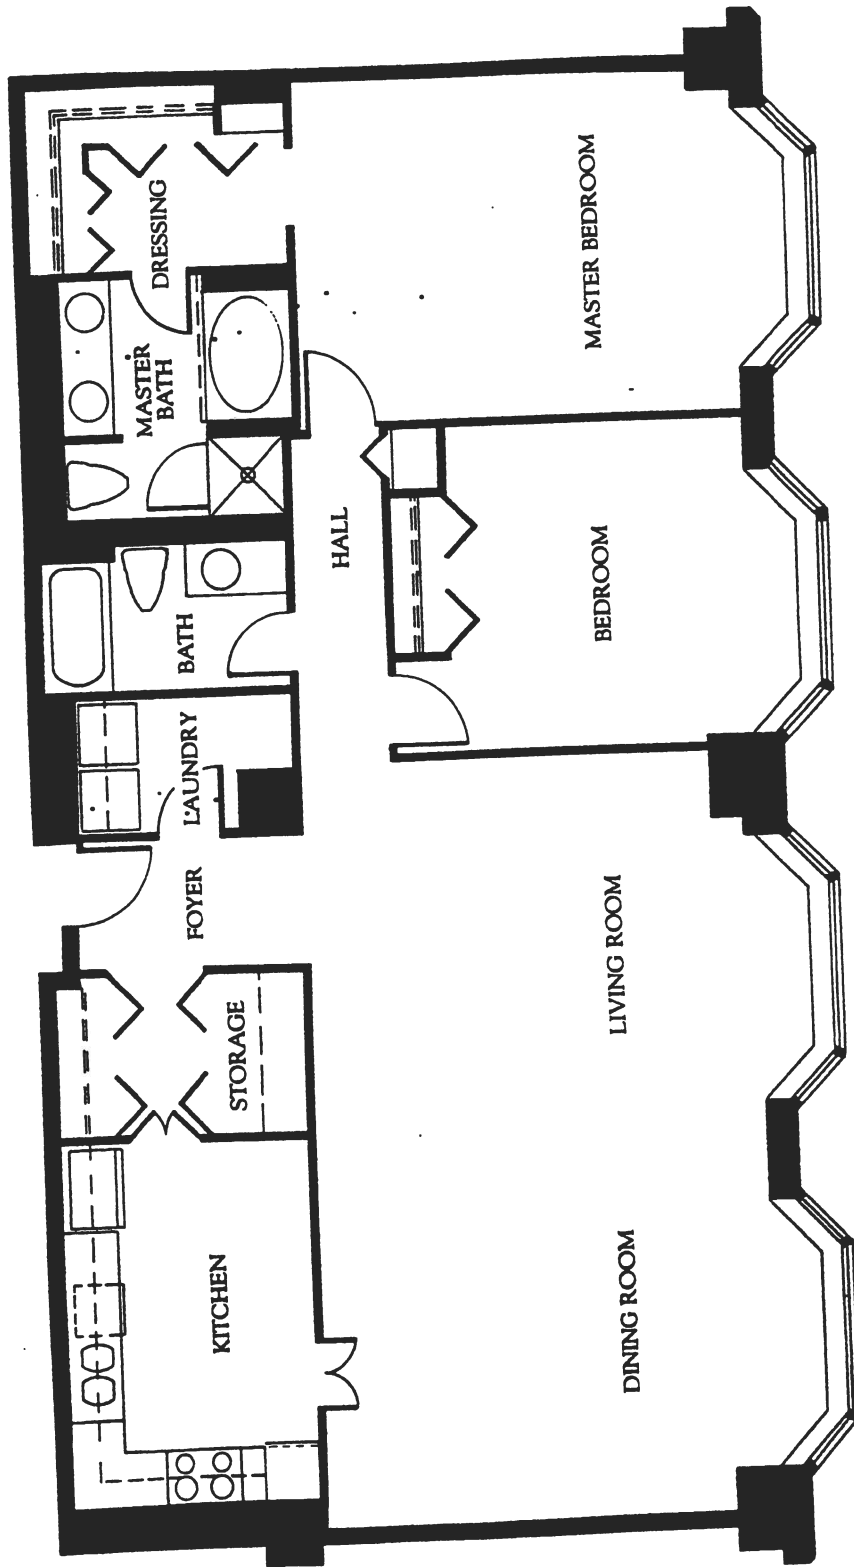 DRESSING
MASTER BEDROOM
MASTER
BATH
HALL
BATH
BEDROOM
LAUNDRY
FOYER
LIVING ROOM
STORAGE
KITCHEN
DINING ROOM